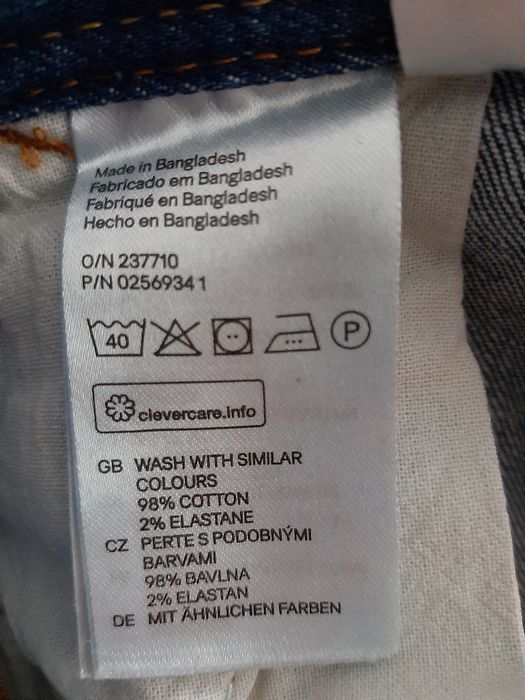 Made in Bangladesh
Fabricado em Bangladesh
Fabriqué en Bangladesh
Hecho en Bangladesh
O/N 237710
P/N 02569341
40 P
clevercare.info
GB WASH WITH SIMILAR
COLOURS
98% COTTON
2% ELASTANE
CZ PERTE S PODOBNÝMI
BARVAMI
98% BAVLNA
2% ELASTAN
DE MIT ÄHNLICHEN FARBEN